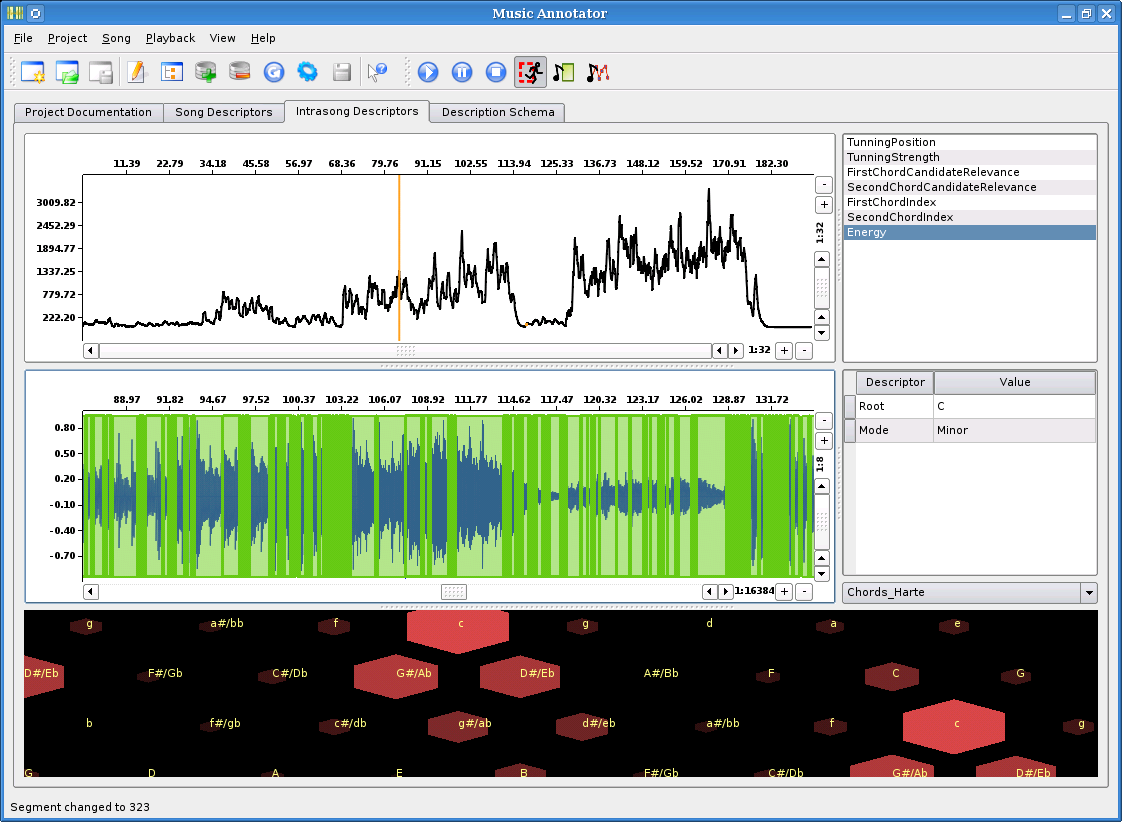 Music Annotator
File Project Song Playback View Help
Project Documentation Song Descriptors Intrasong Descriptors Description Schema
11.39 22.79 34.18 45.58 56.97 68.36 79.76 91.15 102.55 113.94 125.33 136.73 148.12 159.52 170.91 182.30
3009.82
2452.29
1894.77
1337.25
779.72
222.20
- 
+
1:32
1:32 + -
TunningPosition
TunningStrength
FirstChordCandidateRelevance
SecondChordCandidateRelevance
FirstChordIndex
SecondChordIndex
Energy
88.97 91.82 94.67 97.52 100.37 103.22 106.07 108.92 111.77 114.62 117.47 120.32 123.17 126.02 128.87 131.72
0.80
0.50
0.20
-0.10
-0.40
-0.70
-
+
1:8
1:16384 + -
Descriptor Value
Root C
Mode Minor
Chords_Harte
g a#/bb f c g d a e
D#/Eb F#/Gb C#/Db G#/Ab D#/Eb A#/Bb F C G
b f#/gb c#/db g#/ab d#/eb a#/bb f c g
G D A E B F#/Gb C#/Db G#/Ab D#/Eb
Segment changed to 323